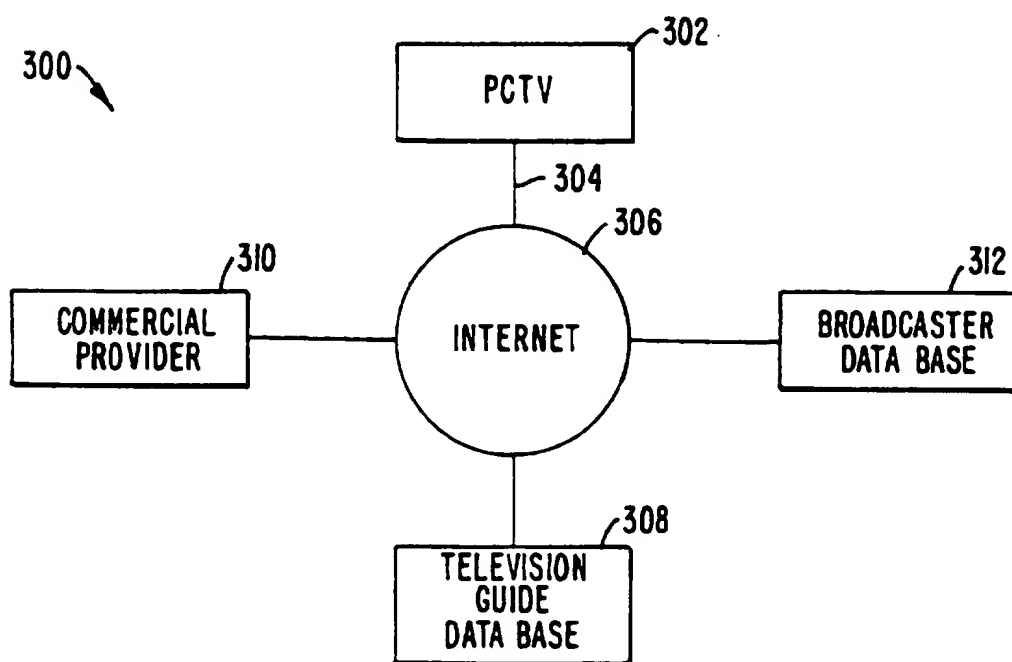 302
300
PCTV
304
306
310
312
COMMERCIAL
PROVIDER
INTERNET
BROADCASTER
DATA BASE
308
TELEVISION
GUIDE
DATA BASE